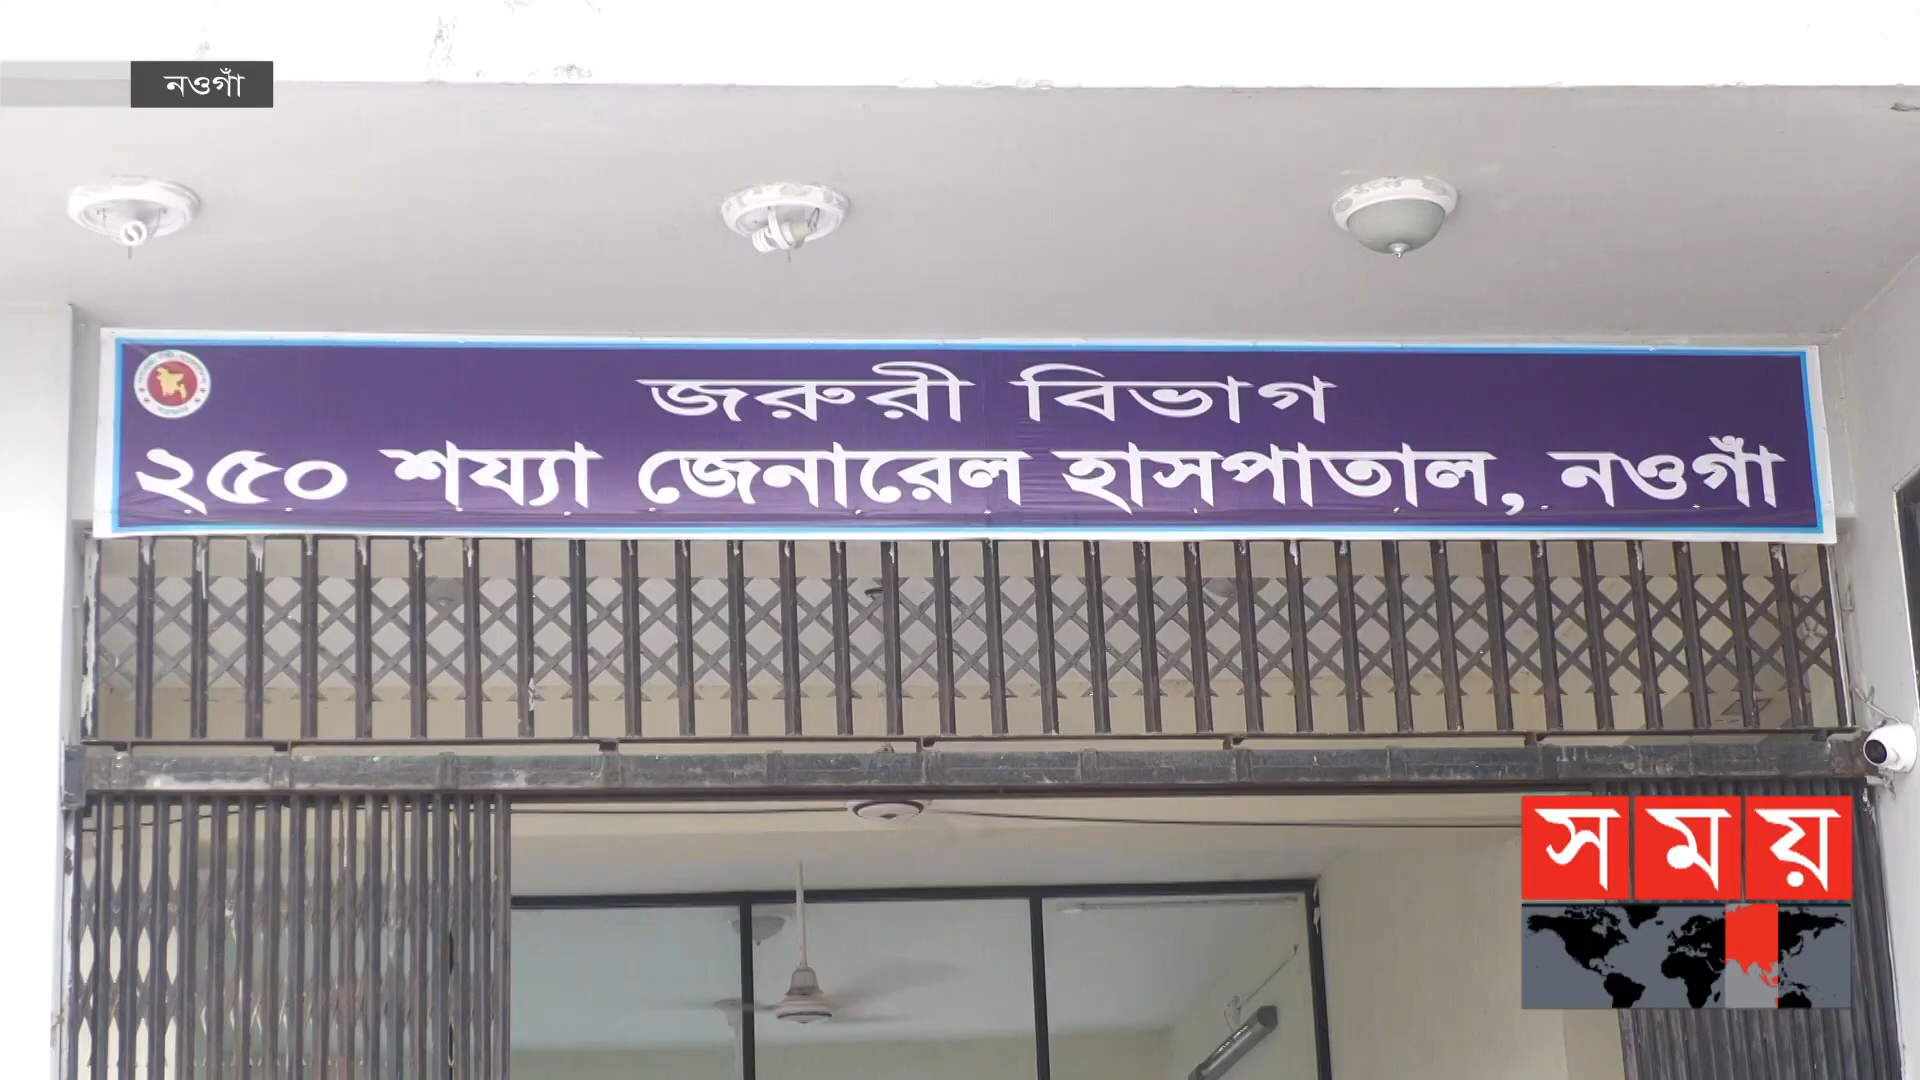 নওগাঁ
জরুরী বিভাগ
২৫০ শয্যা জেনারেল হাসপাতাল, নওগাঁ
সময়